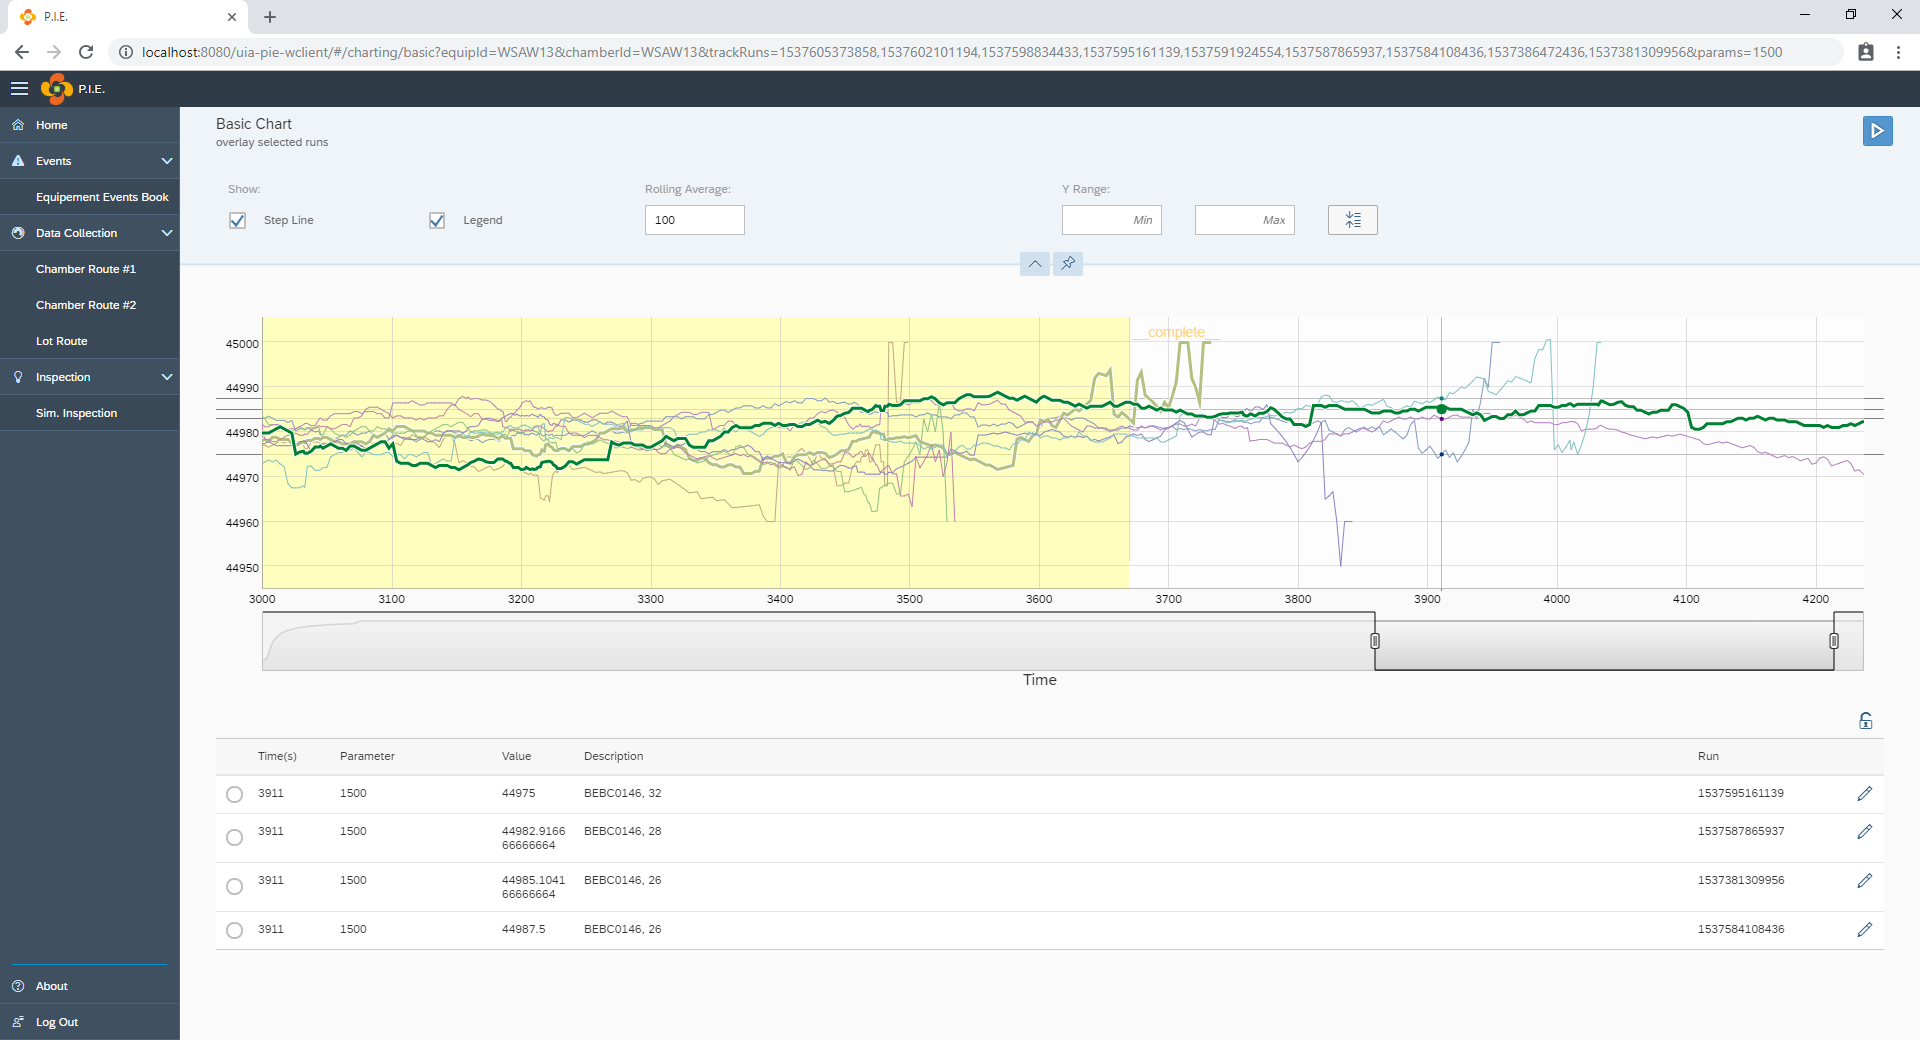 P.I.E.
localhost:8080/uia-pie-wclient/#/charting/basic?equipId=WSAW13&chamberId=WSAW13&trackRuns=1537605373858,1537602101194,1537598834433,1537595161139,1537591924554,1537587865937,1537584108436,1537386472436,1537381309956&params=1500
P.I.E.
Home
Events
Equipement Events Book
Data Collection
Chamber Route #1
Chamber Route #2
Lot Route
Inspection
Sim. Inspection
About
Log Out
Basic Chart
overlay selected runs
Show:
Step Line
Legend
Rolling Average:
100
Y Range:
Min
Max
__complete__
45000
44990
44980
44970
44960
44950
3000 3100 3200 3300 3400 3500 3600 3700 3800 3900 4000 4100 4200
Time
Time(s) Parameter Value Description Run
3911 1500 44975 BEBC0146, 32 1537595161139
3911 1500 44982.9166 BEBC0146, 28 1537587865937
66666664
3911 1500 44985.1041 BEBC0146, 26 1537381309956
66666664
3911 1500 44987.5 BEBC0146, 26 1537584108436